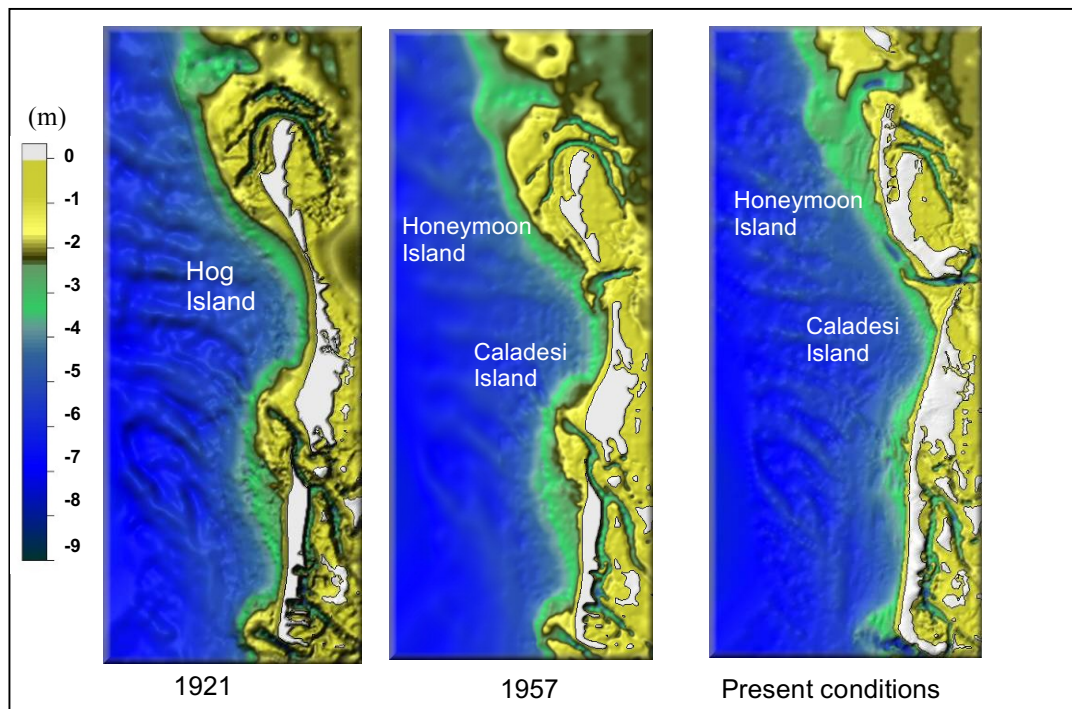 (m)
0
-1
-2
-3
-4
-5
-6
-7
-8
-9
Hog
Island
1921
Honeymoon
Island
Caladesi
Island
1957
Honeymoon
Island
Caladesi
Island
Present conditions